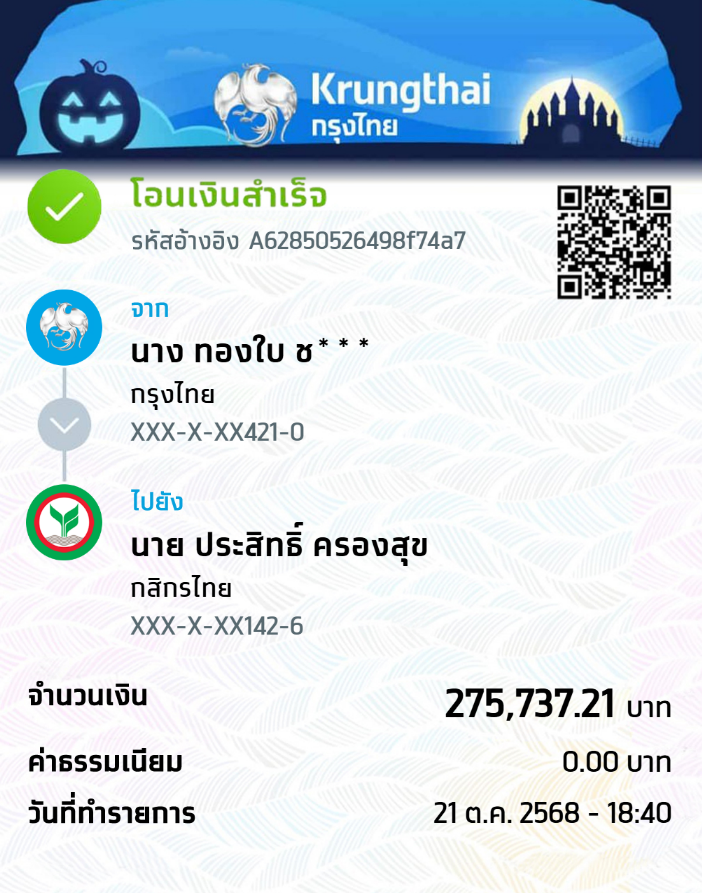 Krungthai
กรุงไทย
โอนเงินสำเร็จ
รหัสอ้างอิง A62850526498f74a7
จาก
นาง ทองใบ ช***
กรุงไทย
XXX-X-XX421-0
ไปยัง
นาย ประสิทธิ์ ครองสุข
กสิกรไทย
XXX-X-XX142-6
จำนวนเงิน 275,737.21 บาท
ค่าธรรมเนียม 0.00 บาท
วันที่ทำรายการ 21 ต.ค. 2568 - 18:40